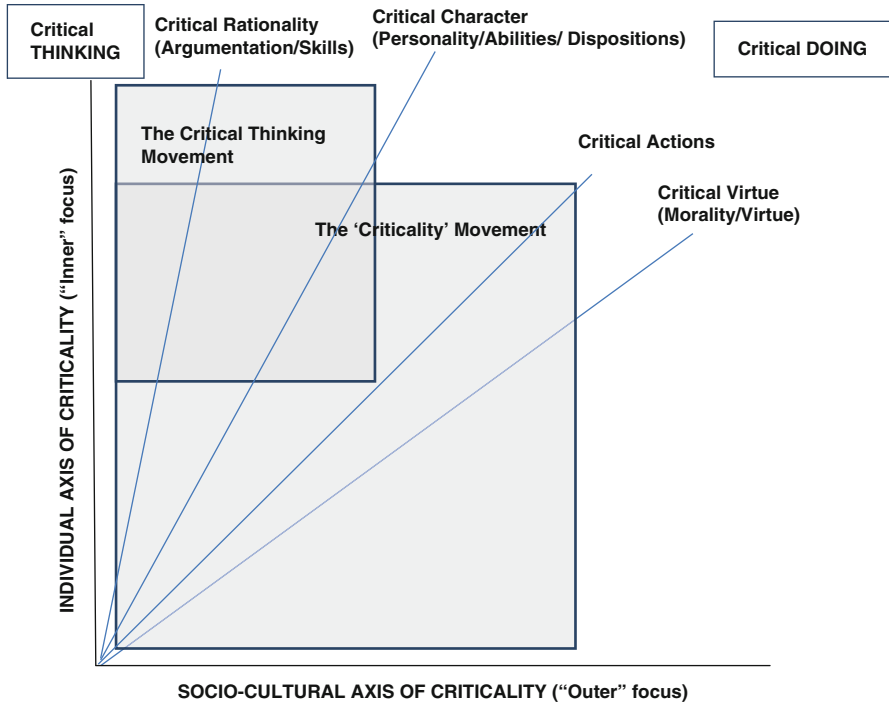 Critical
THINKING
Critical Rationality
(Argumentation/Skills)
Critical Character
(Personality/Abilities/ Dispositions)
Critical DOING
The Critical Thinking
Movement
Critical Actions
Critical Virtue
(Morality/Virtue)
The ‘Criticality’ Movement
INDIVIDUAL AXIS OF CRITICALITY (“Inner” focus)
SOCIO-CULTURAL AXIS OF CRITICALITY (“Outer” focus)